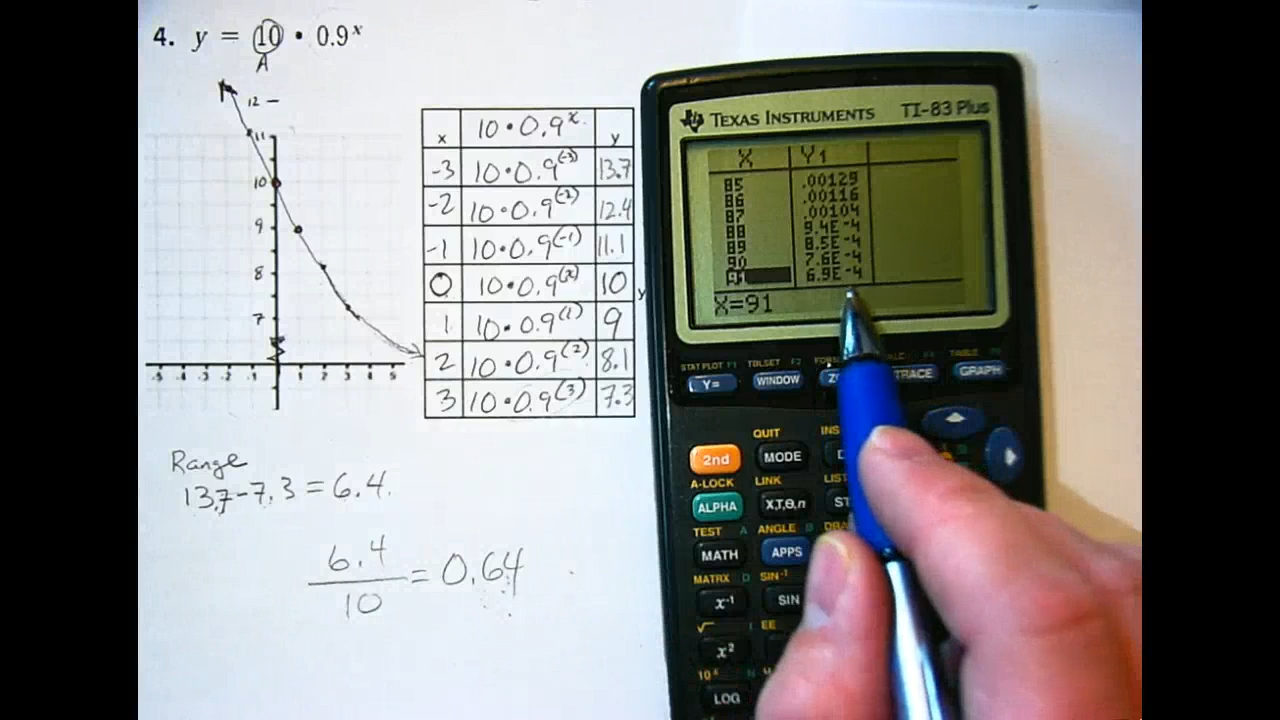 4. y = 10 • 0.9ˣ
A
12
11
10
9
8
7
-5 -4 -3 -2 -1 1 2 3 4 5
x 10•0.9ˣ y
-3 10•0.9⁽⁻³⁾ 13.7
-2 10•0.9⁽⁻²⁾ 12.4
-1 10•0.9⁽⁻¹⁾ 11.1
0 10•0.9⁽ˣ⁾ 10
1 10•0.9⁽¹⁾ 9
2 10•0.9⁽²⁾ 8.1
3 10•0.9⁽³⁾ 7.3
y
Range
13.7-7.3=6.4
6.4
10
= 0.64
TEXAS INSTRUMENTS TI-83 Plus
X Y1
85 .00129
86 .00116
87 .00104
88 9.4E-4
89 8.5E-4
90 7.6E-4
91 6.9E-4
X=91
STAT PLOT F1 TBLSET F2 TABLE
Y= WINDOW TRACE GRAPH
QUIT
2nd MODE
A-LOCK LINK
ALPHA X,T,Θ,n
TEST A ANGLE B
MATH APPS
MATRX D SIN⁻¹
x⁻¹ SIN
√ EE
x²
10ˣ N
LOG